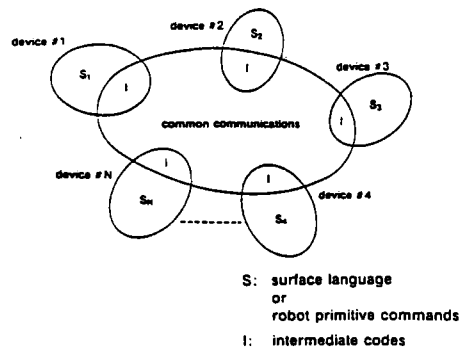 device #1
S₁
I
device #2
S₂
I
device #3
I
S₃
common communications
device #N
I
S_N
I
S₄
device #4
S: surface language
or
robot primitive commands
I: intermediate codes